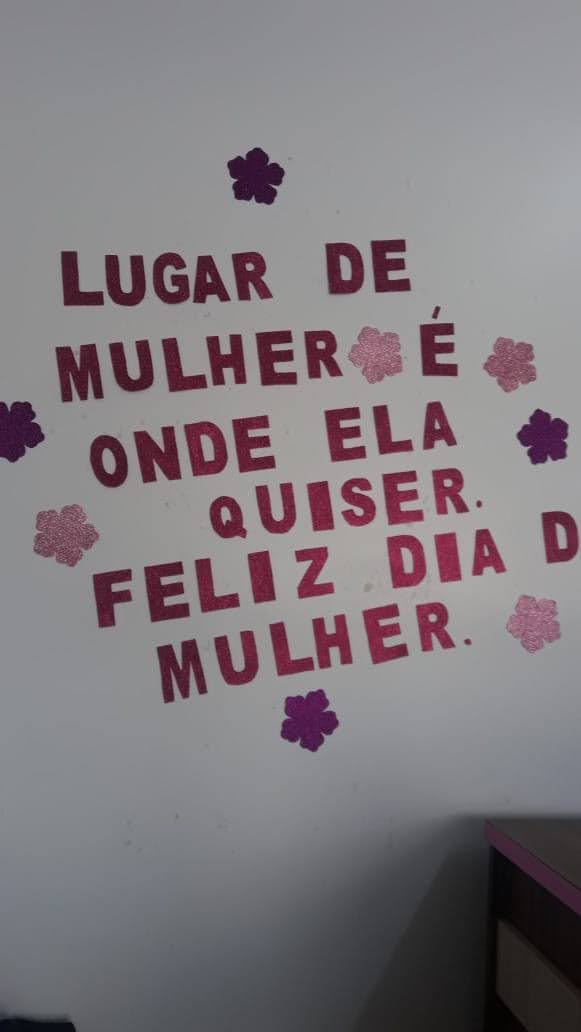 LUGAR DE
MULHER É
ONDE ELA
QUISER.
FELIZ DIA D
MULHER.